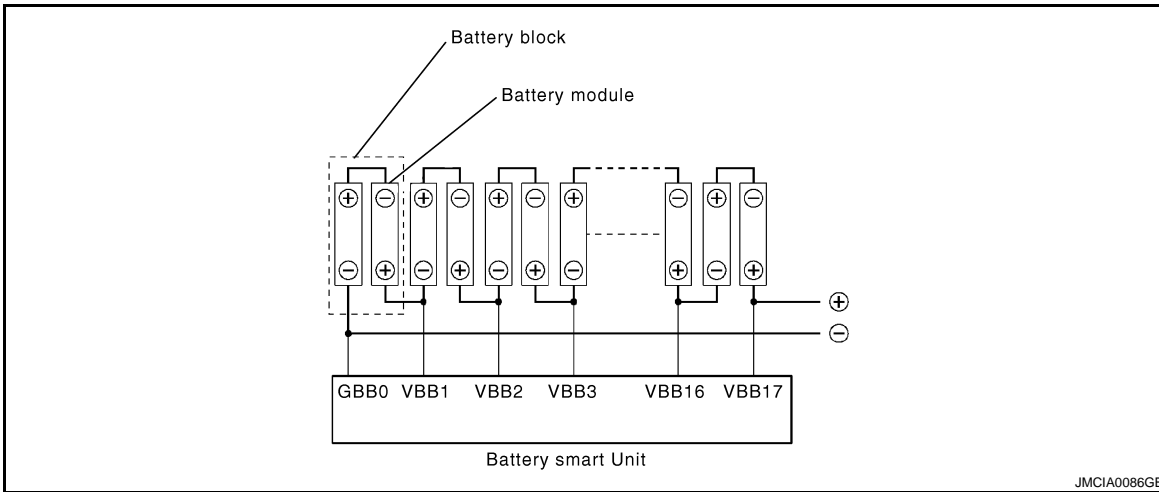 Battery block
Battery module
+ − + − + − + − + −
− + − + − + − + − +
+
−
GBB0 VBB1 VBB2 VBB3 VBB16 VBB17
Battery smart Unit
JMCIA0086GB